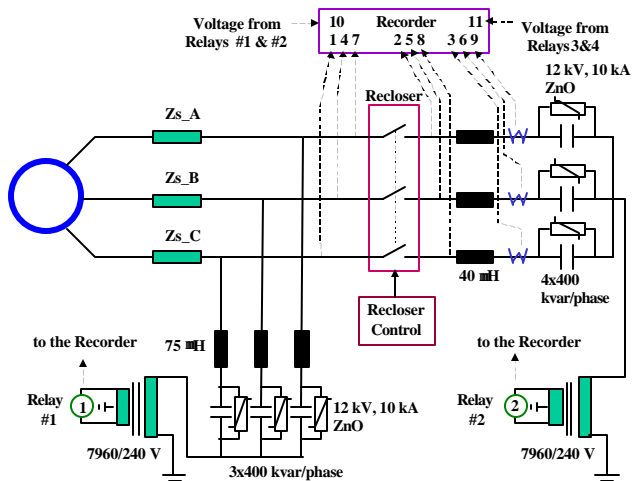 Voltage from
Relays #1 & #2
10 Recorder 11
1 4 7 2 5 8 3 6 9
Voltage from
Relays 3&4
12 kV, 10 kA
ZnO
Recloser
Zs_A
Zs_B
Zs_C
40 mH
4x400
kvar/phase
Recloser
Control
to the Recorder
75 mH
to the Recorder
Relay
#1
1
12 kV, 10 kA
ZnO
Relay
#2
2
7960/240 V
3x400 kvar/phase
7960/240 V